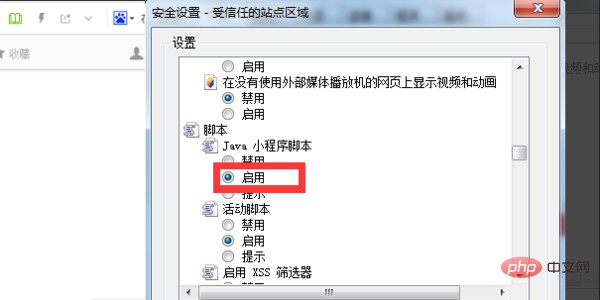 安全设置 - 受信任的站点区域
在
收藏
设置
启用
在没有使用外部媒体播放机的网页上显示视频和动画
禁用
启用
脚本
Java 小程序脚本
禁用
启用
提示
活动脚本
禁用
启用
提示
启用 XSS 筛选器
php 中文网